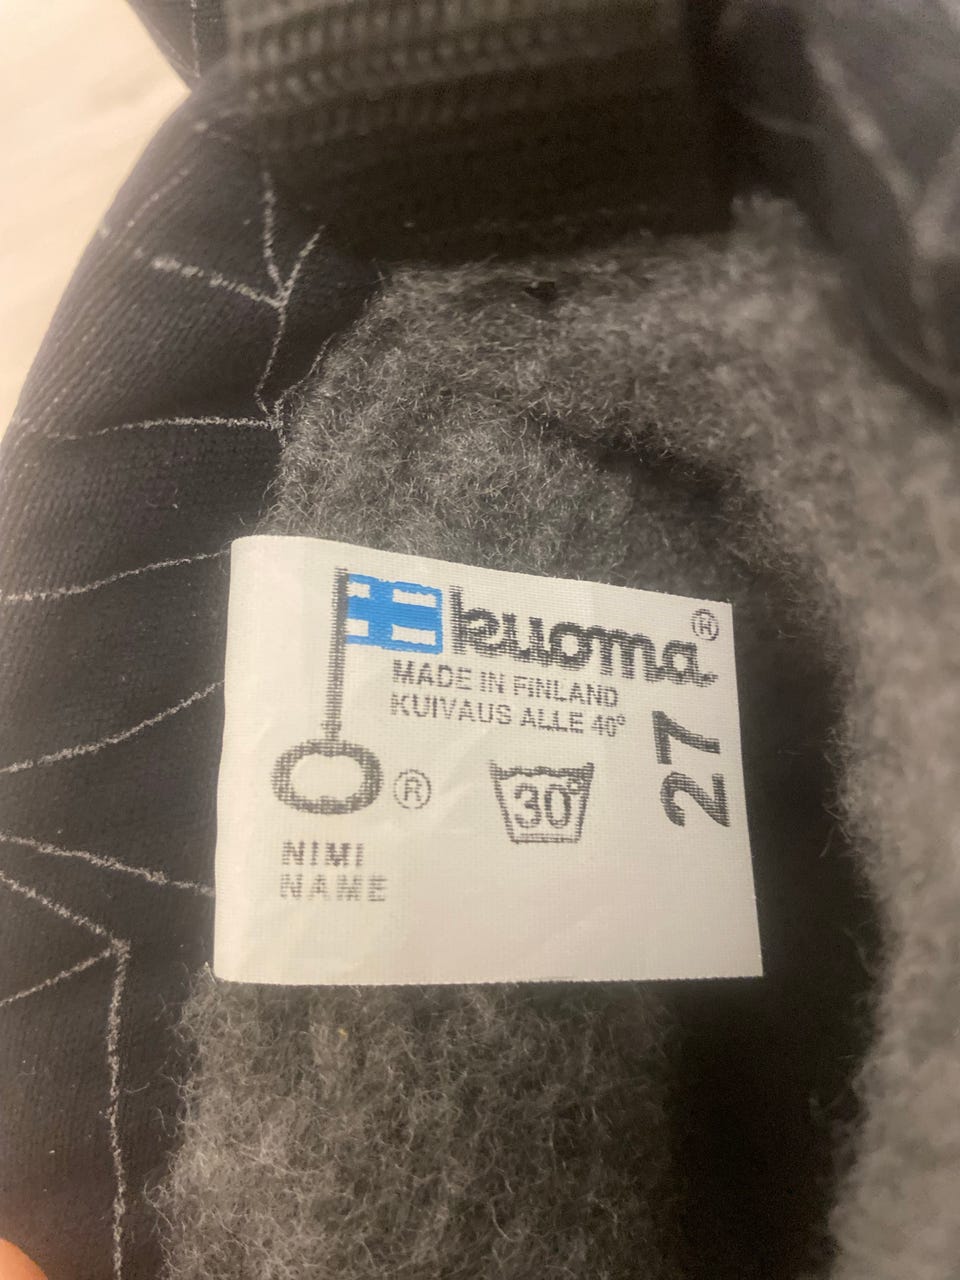 kuoma®
MADE IN FINLAND
KUIVAUS ALLE 40°
27
®
30°
NIMI
NAME